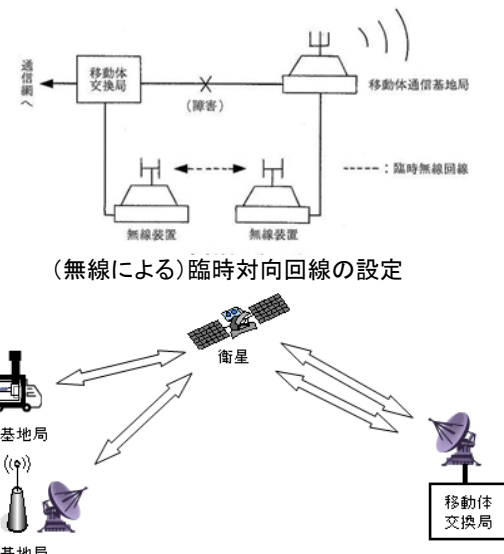 通信網へ
移動体
交換局
(障害)
移動体通信基地局
-----：臨時無線回線
無線装置
無線装置
(無線による)臨時対向回線の設定
衛星
基地局
移動体
交換局
基地局